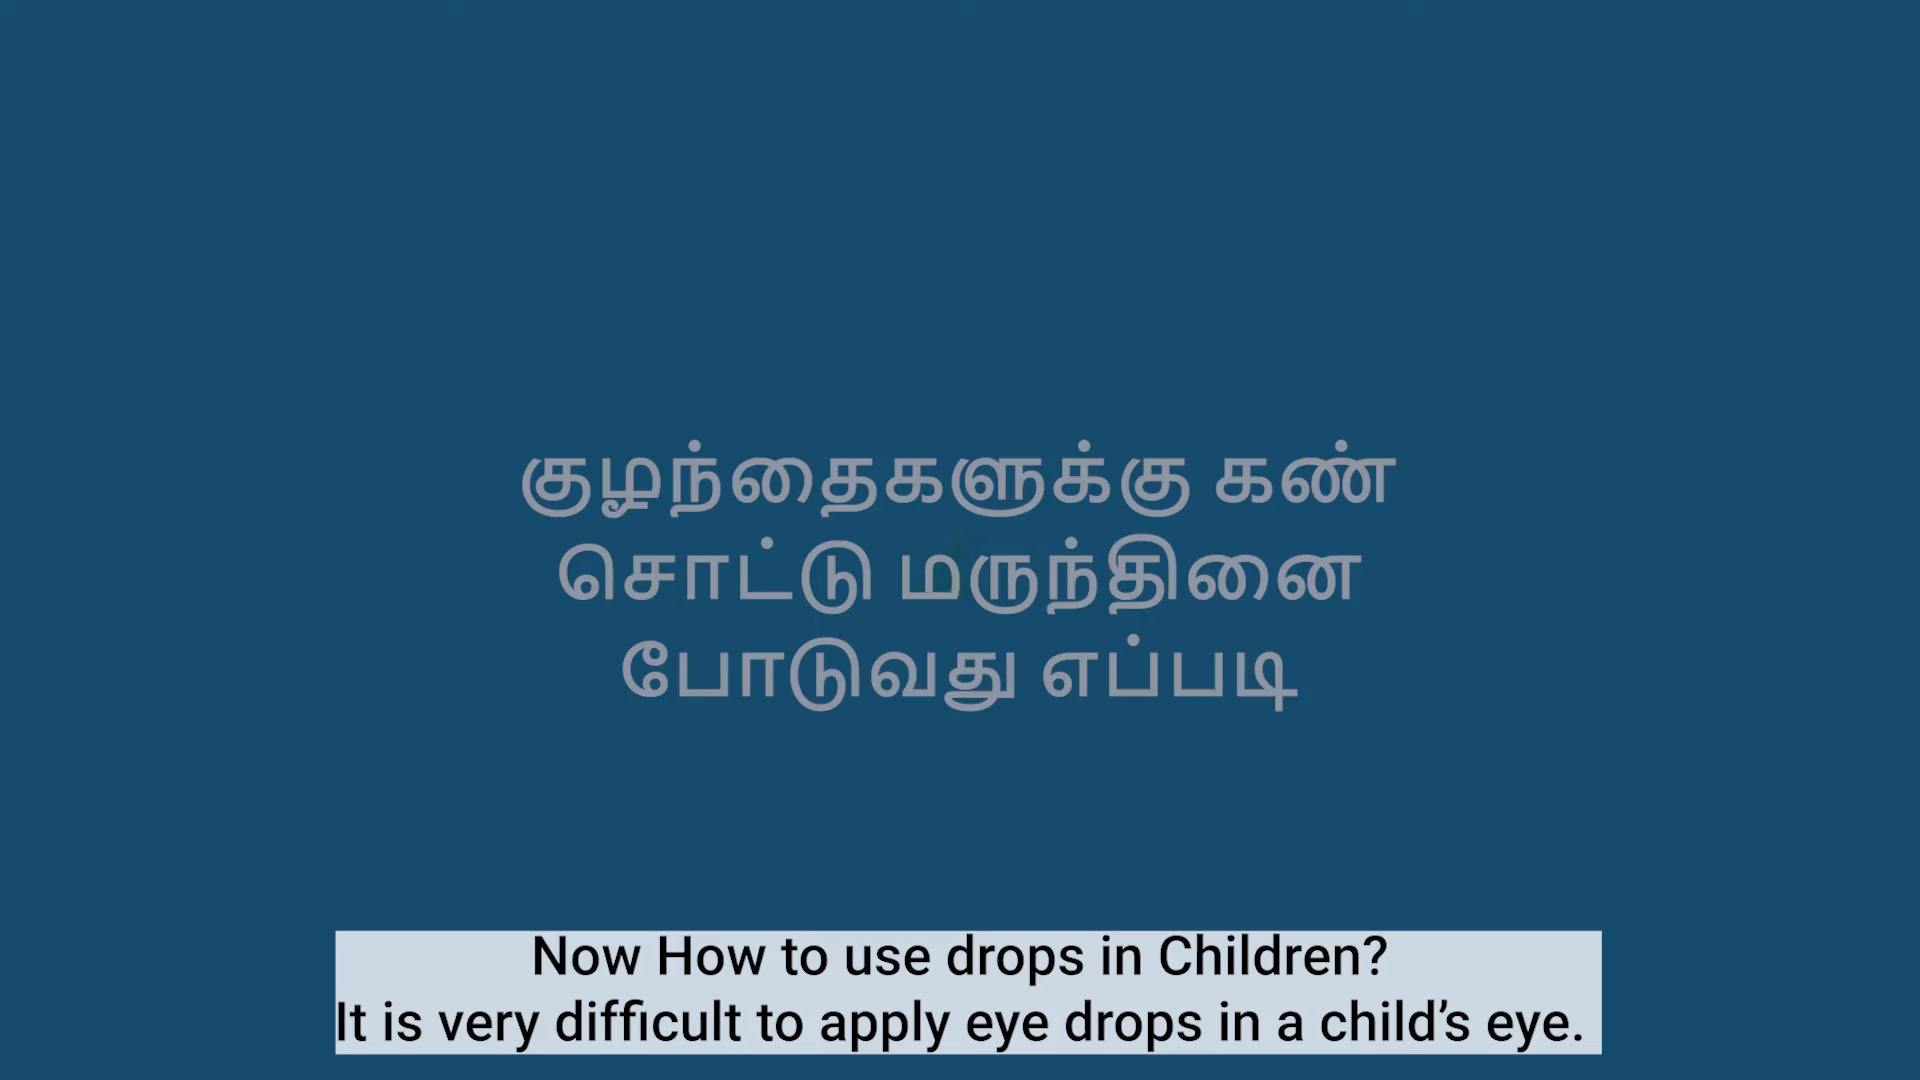 குழந்தைகளுக்கு கண்
சொட்டு மருந்தினை
போடுவது எப்படி
Now How to use drops in Children?
It is very difficult to apply eye drops in a child’s eye.